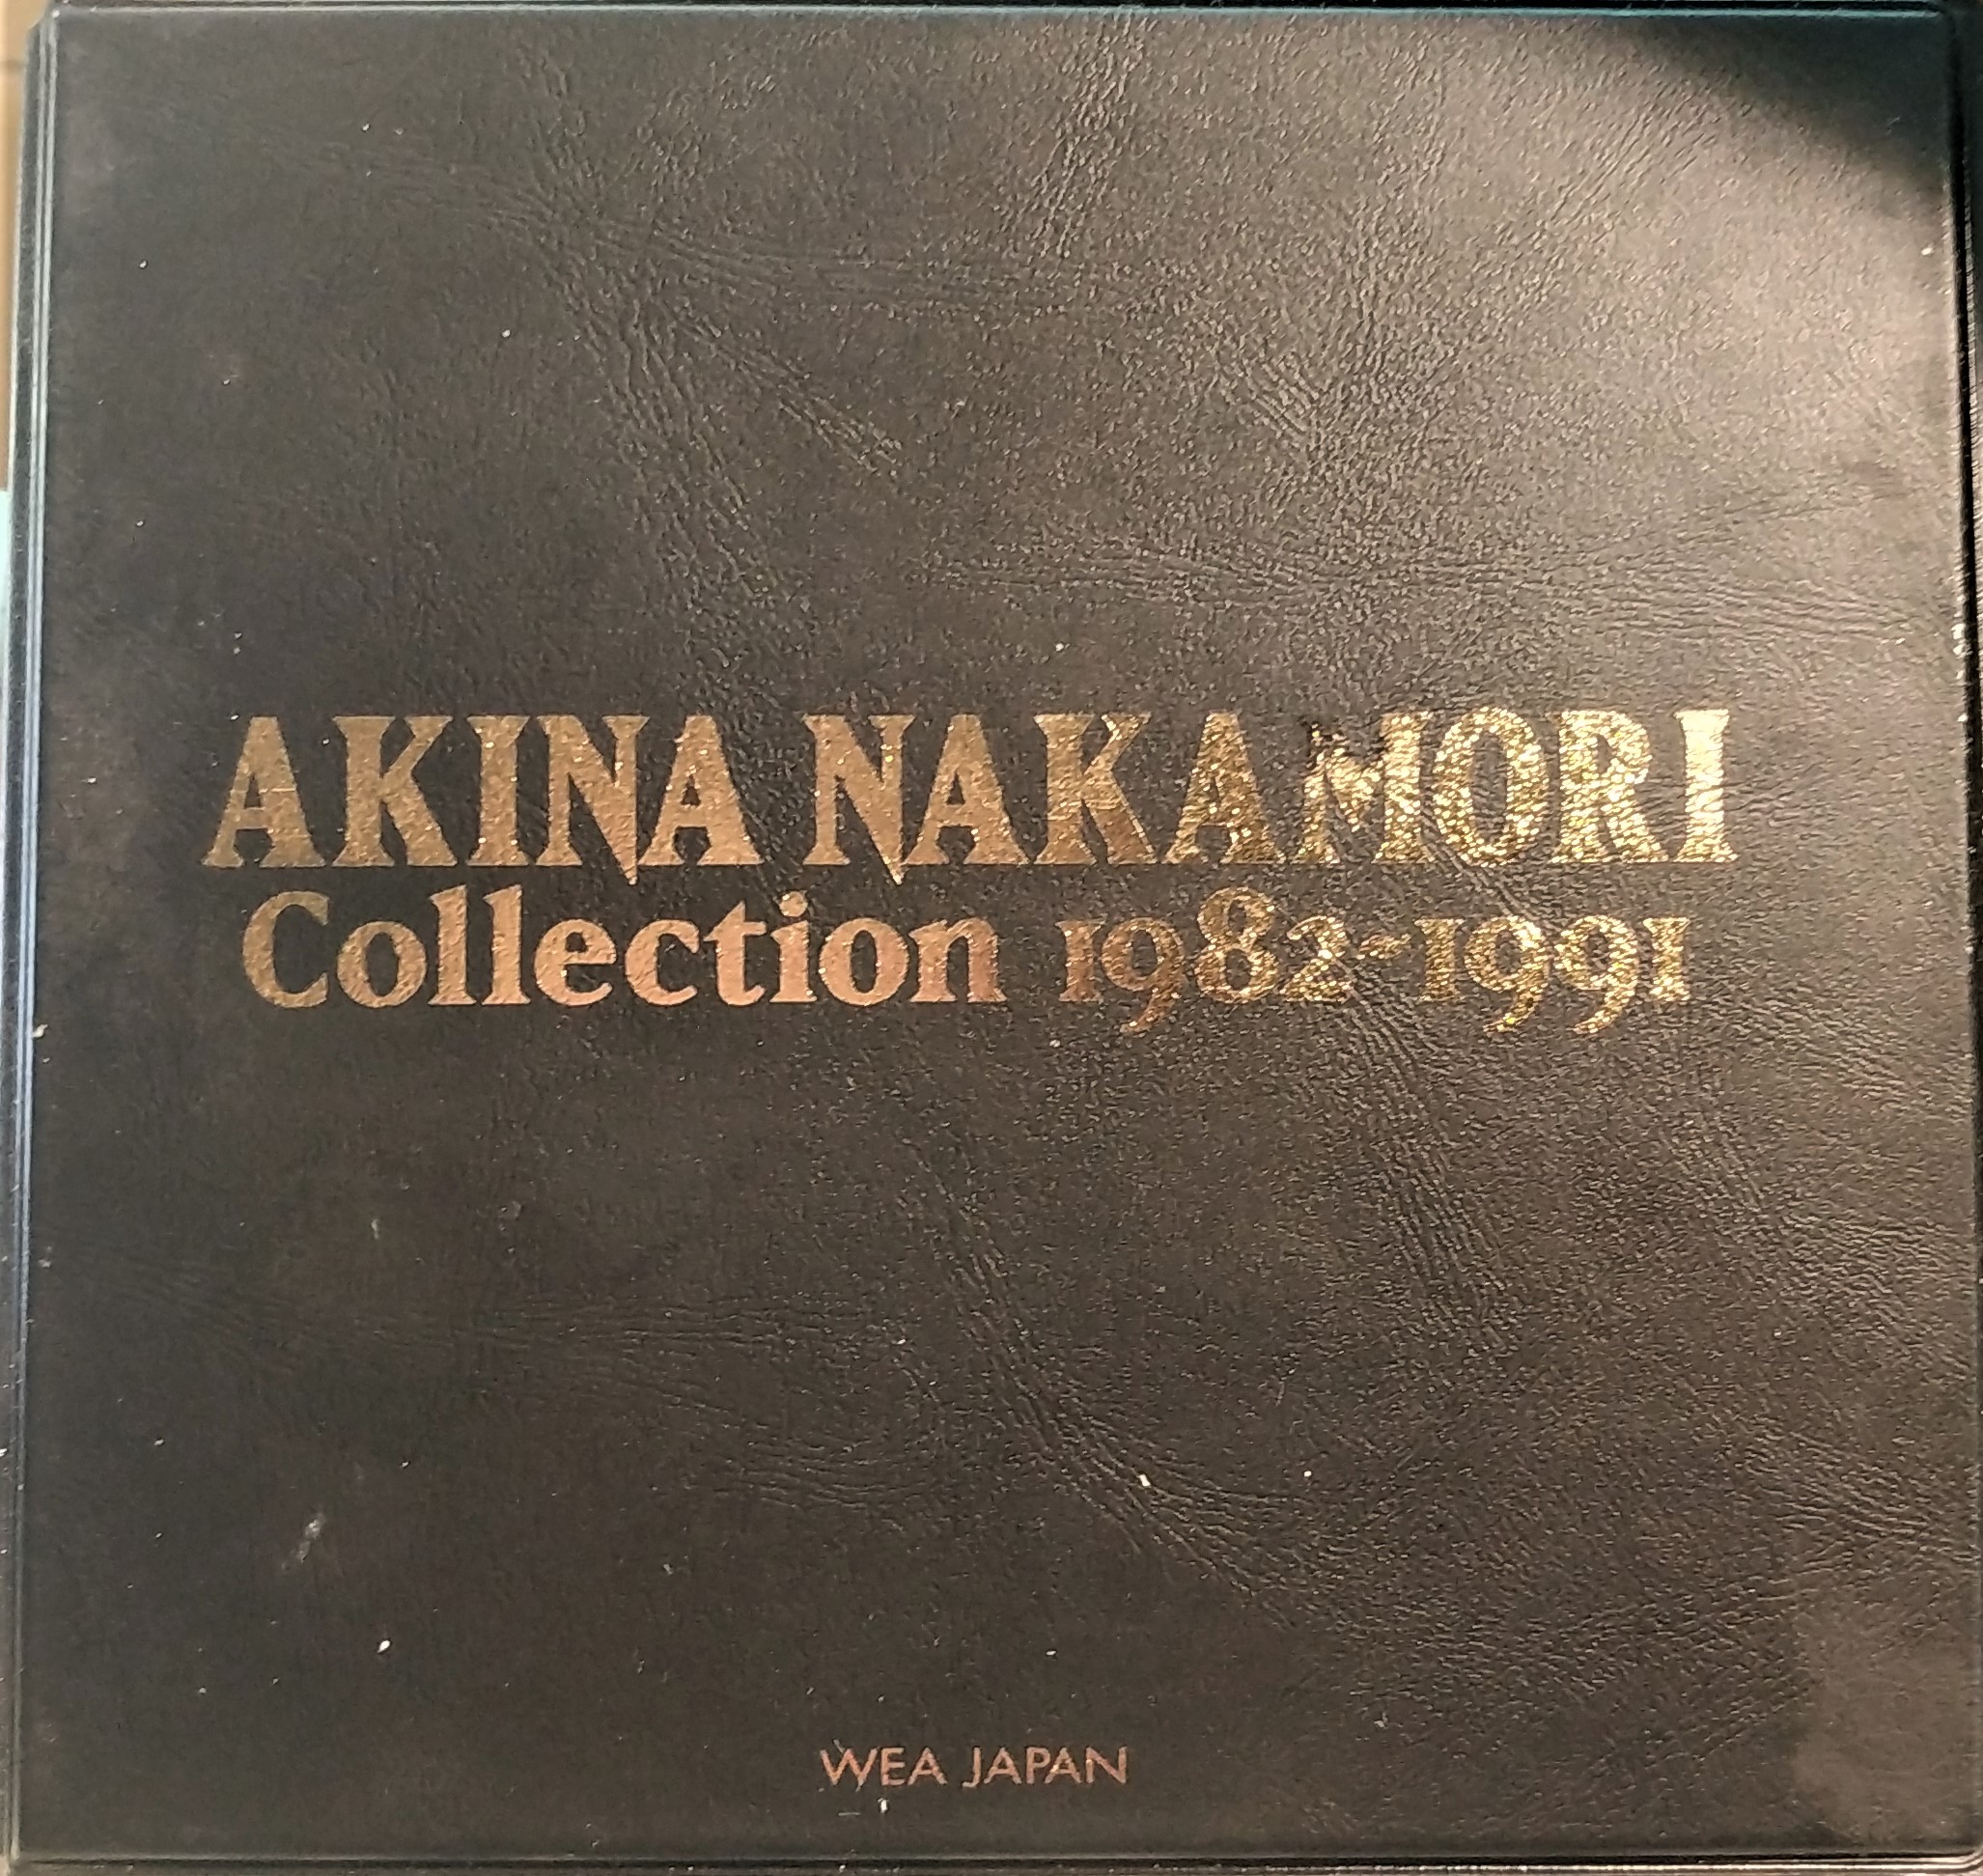 AKINA NAKAMORI
Collection 1982-1991
WEA JAPAN